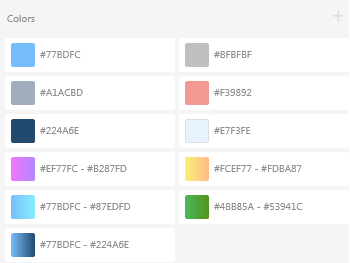 Colors
#77BDFC
#BFBFBF
#A1ACBD
#F39892
#224A6E
#E7F3FE
#EF77FC - #B287FD
#FCEF77 - #FDBA87
#77BDFC - #87EDFD
#4BB85A - #53941C
#77BDFC - #224A6E